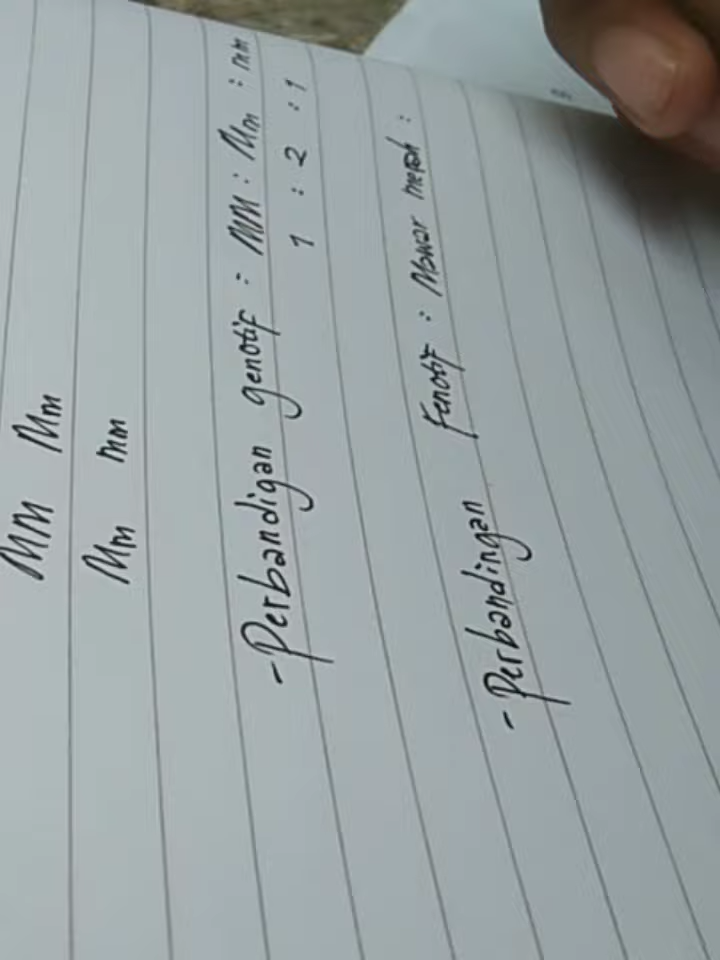 MM Mm
Mm mm
- Perbandigan genotif : MM : Mm : mm
1 : 2 : 1
- Perbandingan Fenotif : Mawar merah :